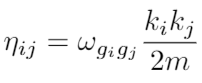 η_{ij} = ω_{g_i g_j} \frac{k_i k_j}{2m}